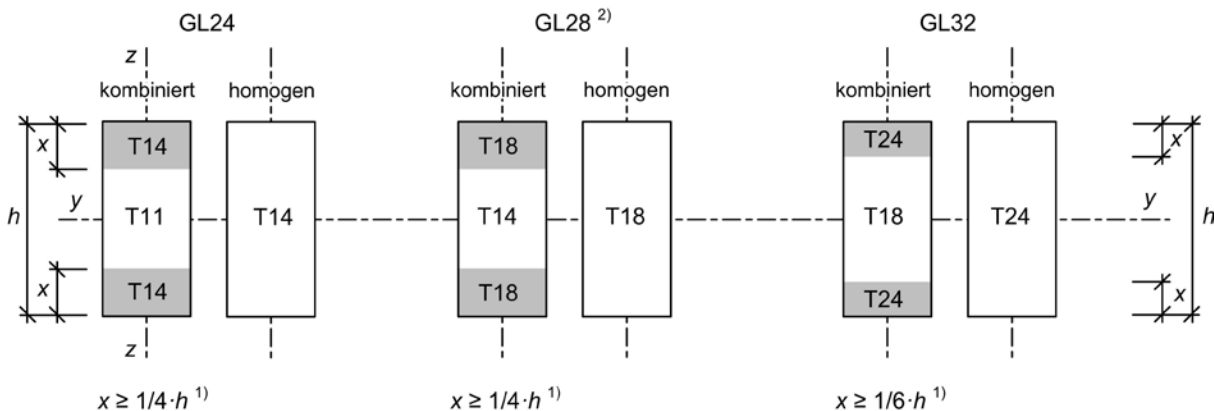 GL24 GL28 2) GL32
z
kombiniert homogen kombiniert homogen kombiniert homogen
x T14 T18 T24 x
h y T11 T14 T14 T18 T18 T24 y h
x T14 T18 T24 x
z
x ≥ 1/4·h 1) x ≥ 1/4·h 1) x ≥ 1/6·h 1)